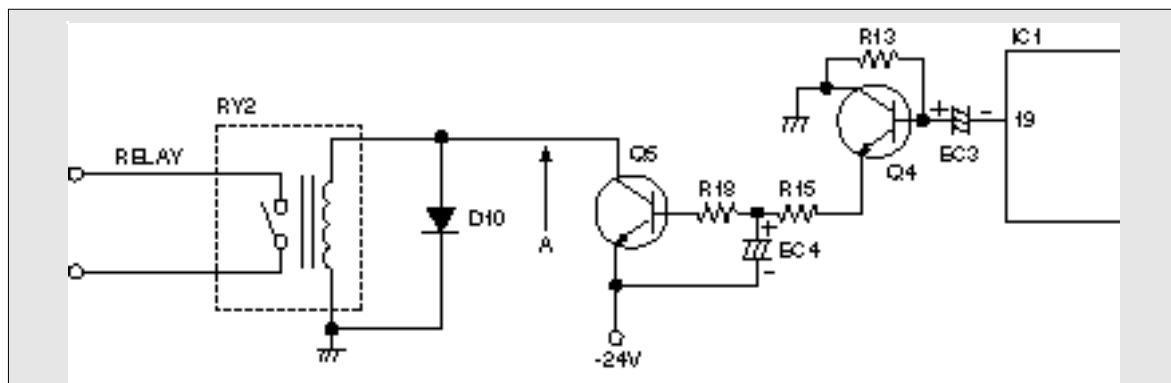 R13
IC1
RY2
19
RELAY
Q5
EC3
Q4
R18
R15
D10
A
EC4
-24V